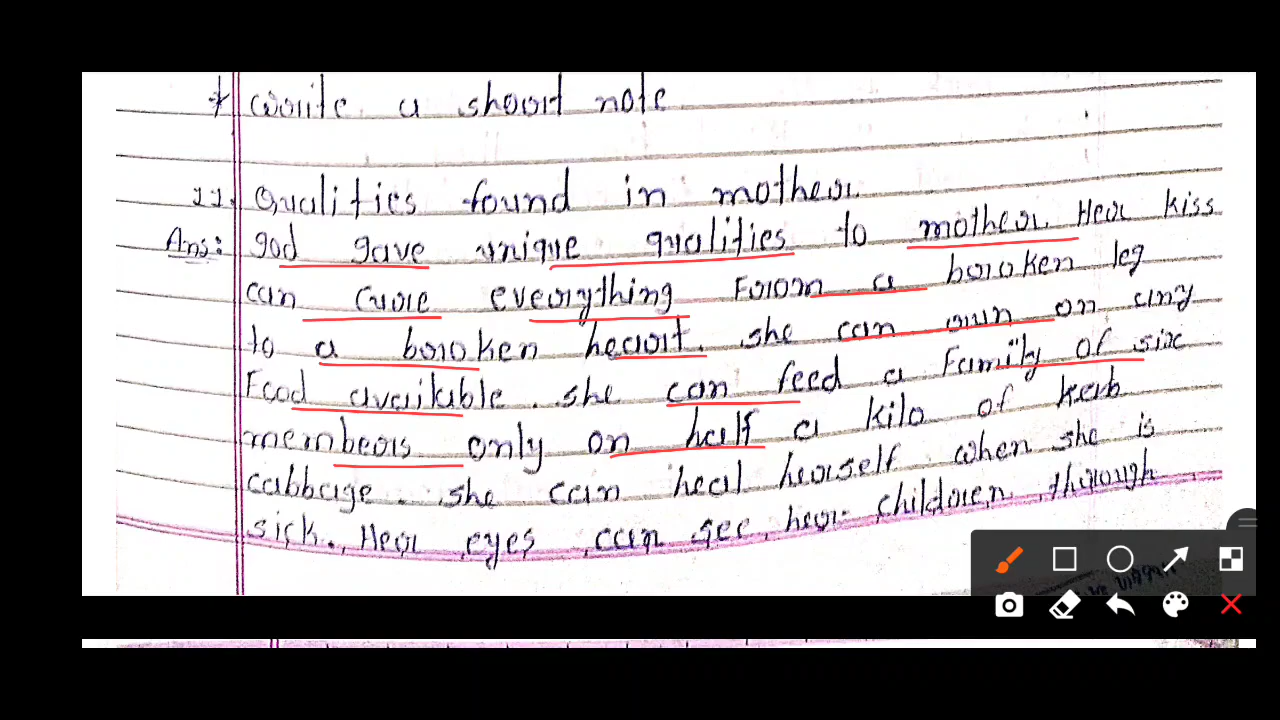 * Write a short note
11. Qualities found in mother
Ans: god gave unique qualities to mother. Her kiss
can cure everything From a broken leg
to a broken heart. she can run on any
Food available. she can feed a Family of six
members only on half a kilo of
cabbage. she can heal herself when she is
sick. Her eyes can see her children through